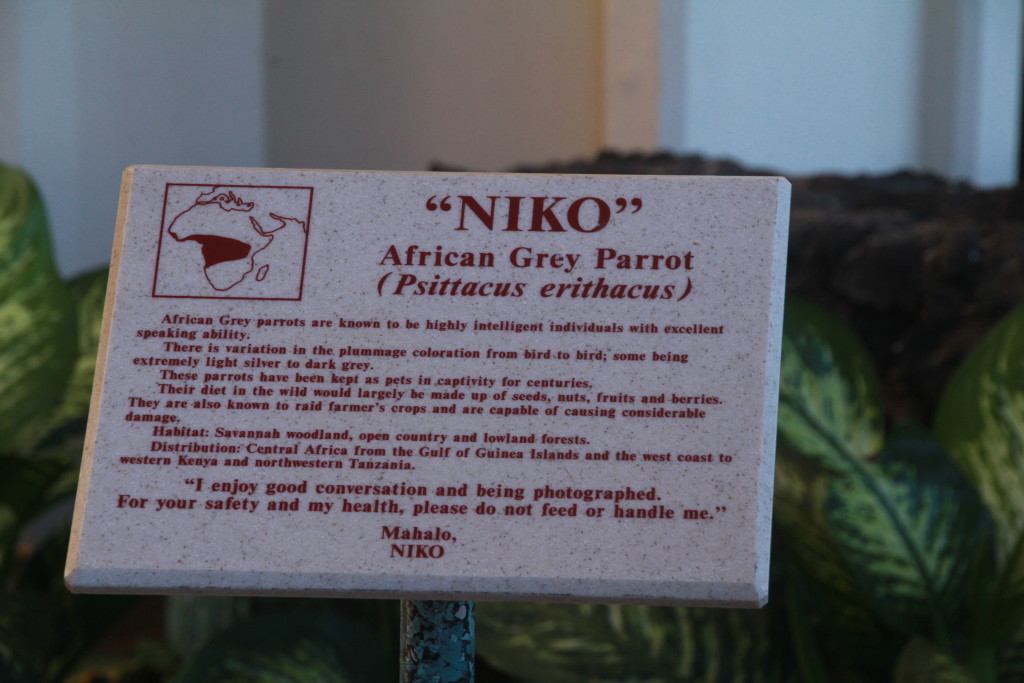 “NIKO”
African Grey Parrot
(Psittacus erithacus)
African Grey parrots are known to be highly intelligent individuals with excellent
speaking ability.
There is variation in the plummage coloration from bird to bird; some being
extremely light silver to dark grey.
These parrots have been kept as pets in captivity for centuries.
Their diet in the wild would largely be made up of seeds, nuts, fruits and berries.
They are also known to raid farmer's crops and are capable of causing considerable
damage.
Habitat: Savannah woodland, open country and lowland forests.
Distribution: Central Africa from the Gulf of Guinea Islands and the west coast to
western Kenya and northwestern Tanzania.
“I enjoy good conversation and being photographed.
For your safety and my health, please do not feed or handle me.”
Mahalo,
NIKO